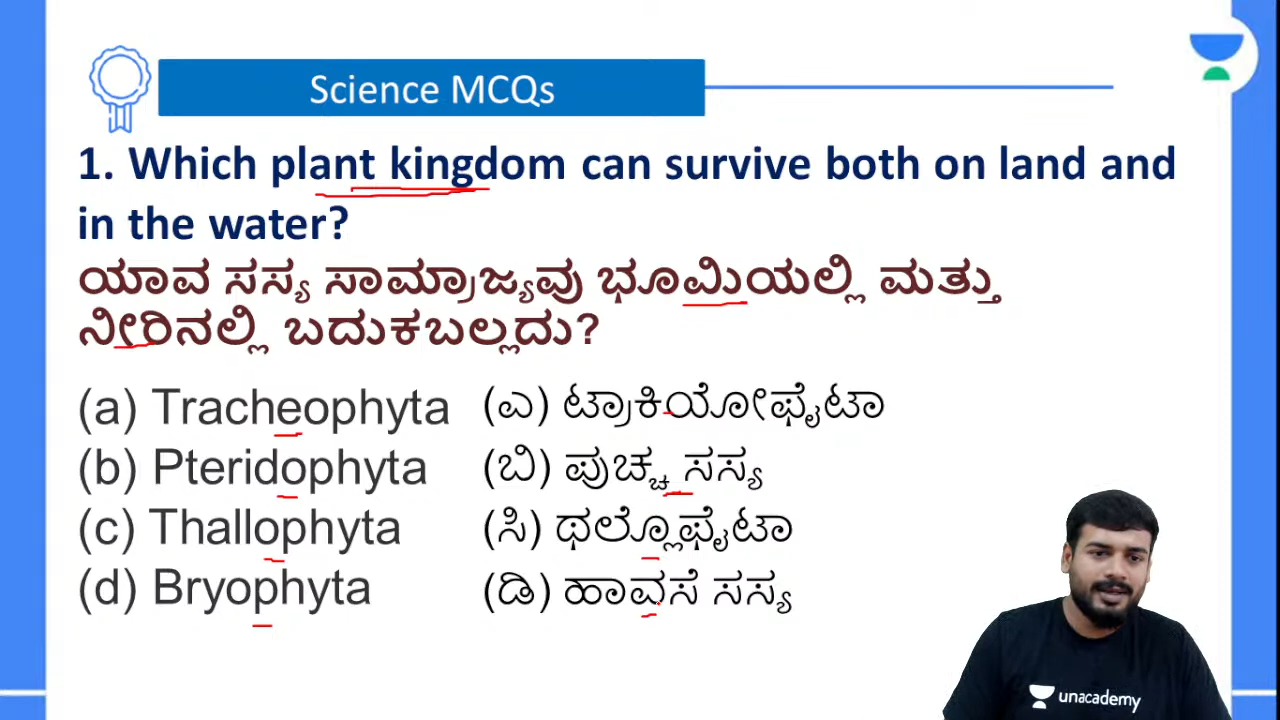 Science MCQs
1. Which plant kingdom can survive both on land and
in the water?
ಯಾವ ಸಸ್ಯ ಸಾಮ್ರಾಜ್ಯವು ಭೂಮಿಯಲ್ಲಿ ಮತ್ತು
ನೀರಿನಲ್ಲಿ ಬದುಕಬಲ್ಲದು?
(a) Tracheophyta (ಎ) ಟ್ರಾಕಿಯೋಫೈಟಾ
(b) Pteridophyta (ಬಿ) ಪುಚ್ಚ ಸಸ್ಯ
(c) Thallophyta (ಸಿ) ಥಲ್ಲೊಫೈಟಾ
(d) Bryophyta (ಡಿ) ಹಾವಸೆ ಸಸ್ಯ
unacademy